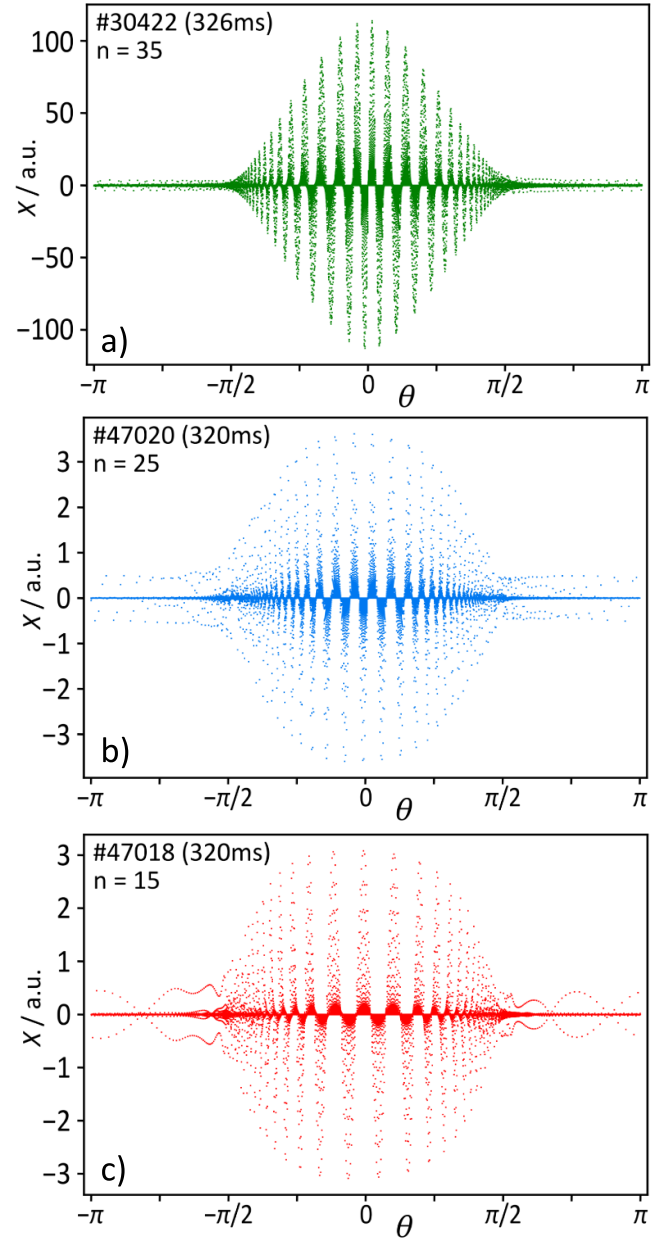 #30422 (326ms)
n = 35
100
50
0
−50
−100
X / a.u.
a)
−π
−π/2
0
θ
π/2
π
#47020 (320ms)
n = 25
3
2
1
0
−1
−2
−3
X / a.u.
b)
−π
−π/2
0
θ
π/2
π
#47018 (320ms)
n = 15
3
2
1
0
−1
−2
−3
X / a.u.
c)
−π
−π/2
0
θ
π/2
π